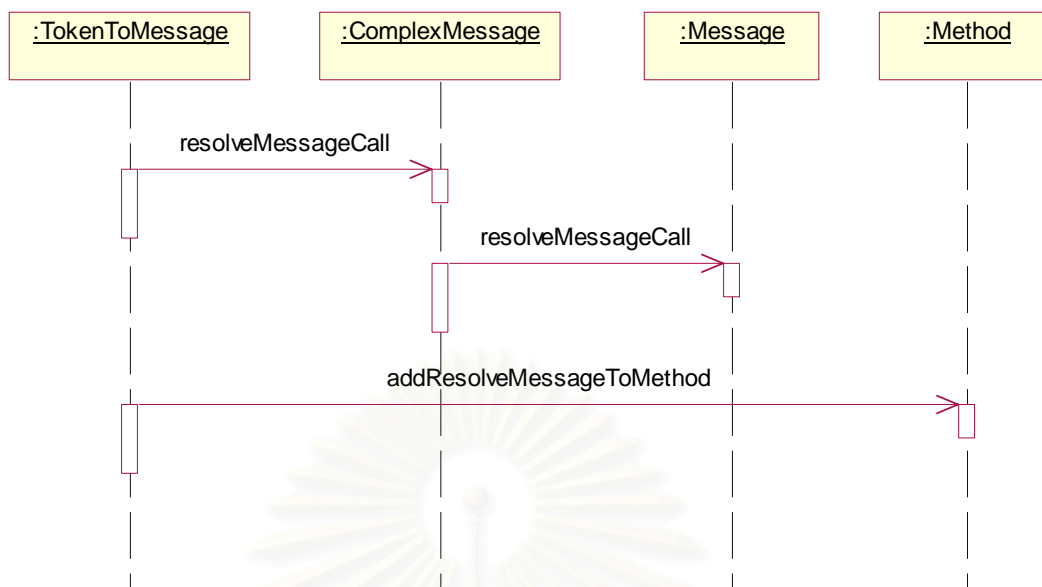 :TokenToMessage
:ComplexMessage
:Message
:Method
resolveMessageCall
resolveMessageCall
addResolveMessageToMethod